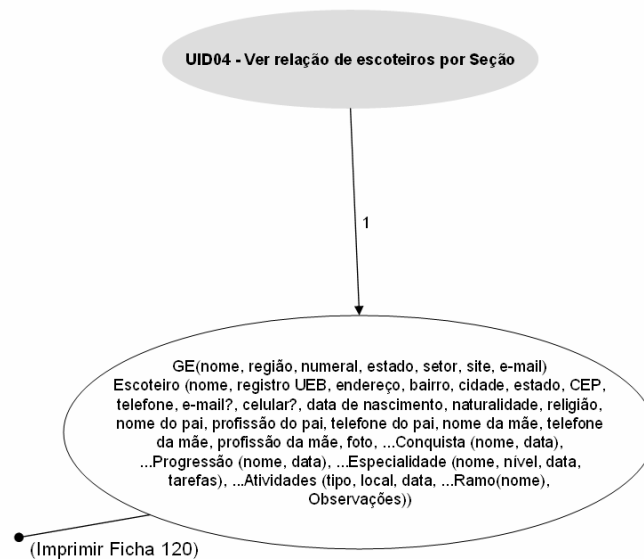 UID04 - Ver relação de escoteiros por Seção
1
GE(nome, região, numeral, estado, setor, site, e-mail)
Escoteiro (nome, registro UEB, endereço, bairro, cidade, estado, CEP,
telefone, e-mail?, celular?, data de nascimento, naturalidade, religião,
nome do pai, profissão do pai, telefone do pai, nome da mãe, telefone
da mãe, profissão da mãe, foto, ...Conquista (nome, data),
...Progressão (nome, data), ...Especialidade (nome, nível, data,
tarefas), ...Atividades (tipo, local, data, ...Ramo(nome),
Observações))
(Imprimir Ficha 120)